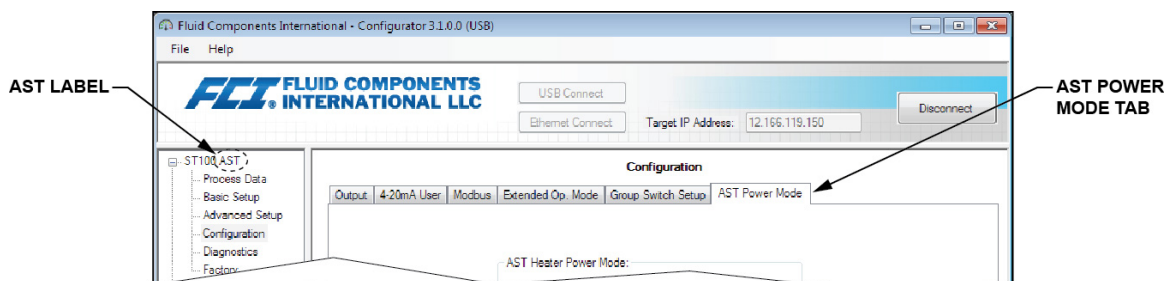 Fluid Components International - Configurator 3.1.0.0 (USB)
File Help
AST LABEL
FCI ® FLUID COMPONENTS
INTERNATIONAL LLC
USB Connect
Ethernet Connect
Target IP Address: 12.166.119.150
Disconnect
AST POWER
MODE TAB
ST100 AST
Process Data
Basic Setup
Advanced Setup
Configuration
Diagnostics
Factory
Configuration
Output 4-20mA User Modbus Extended Op. Mode Group Switch Setup AST Power Mode
AST Heater Power Mode: